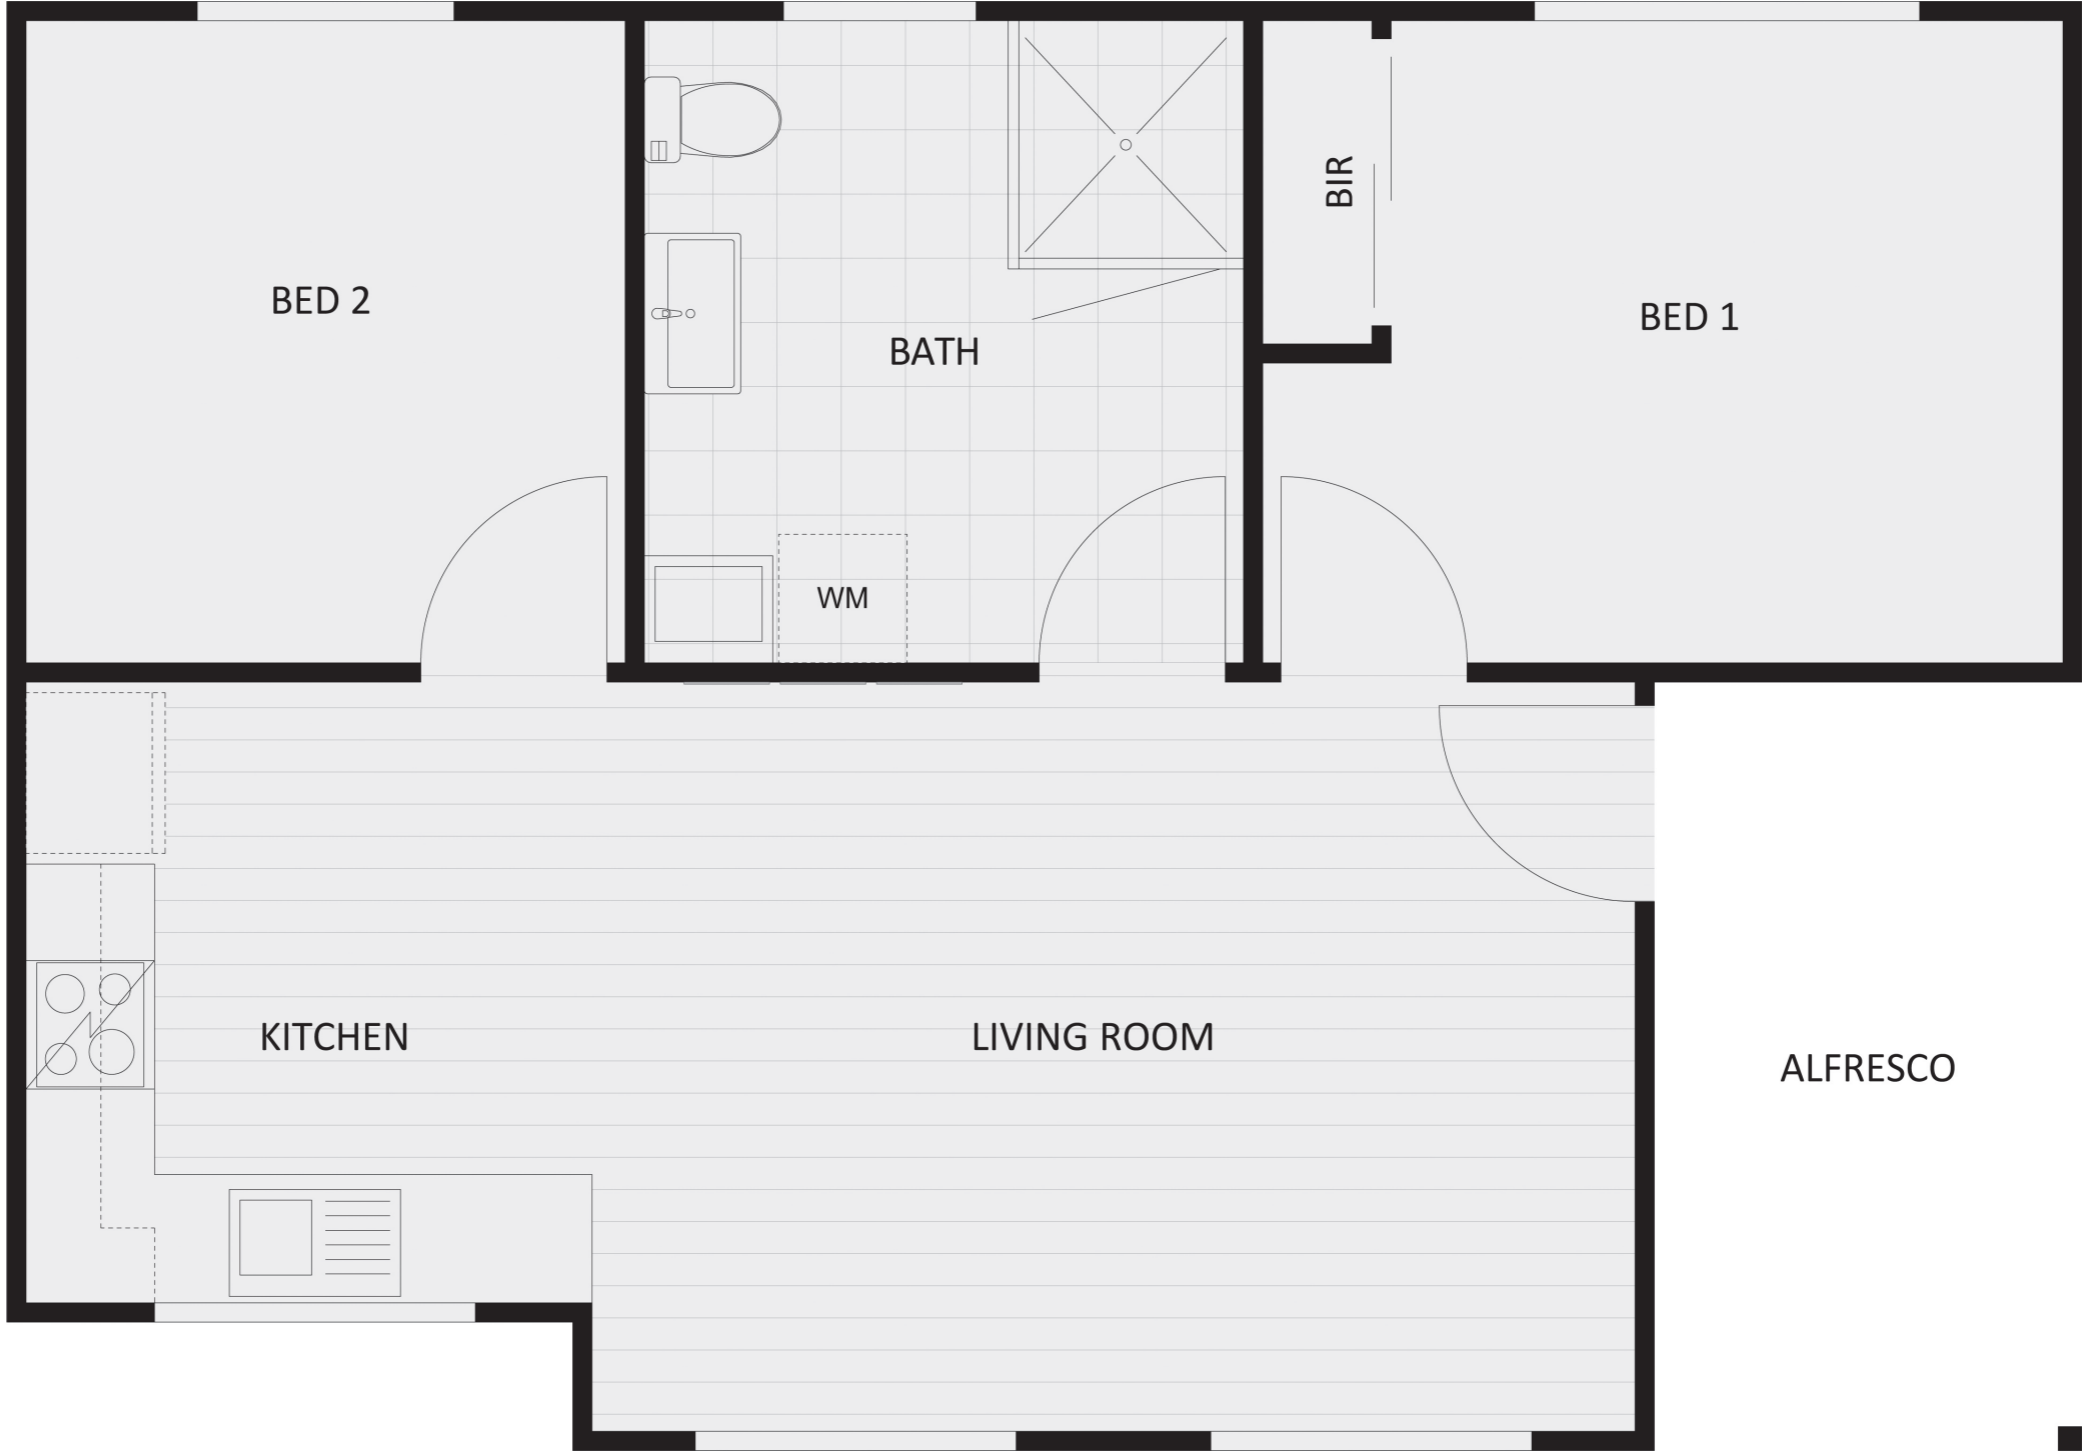 BED 2
BATH
BIR
BED 1
WM
KITCHEN
LIVING ROOM
ALFRESCO